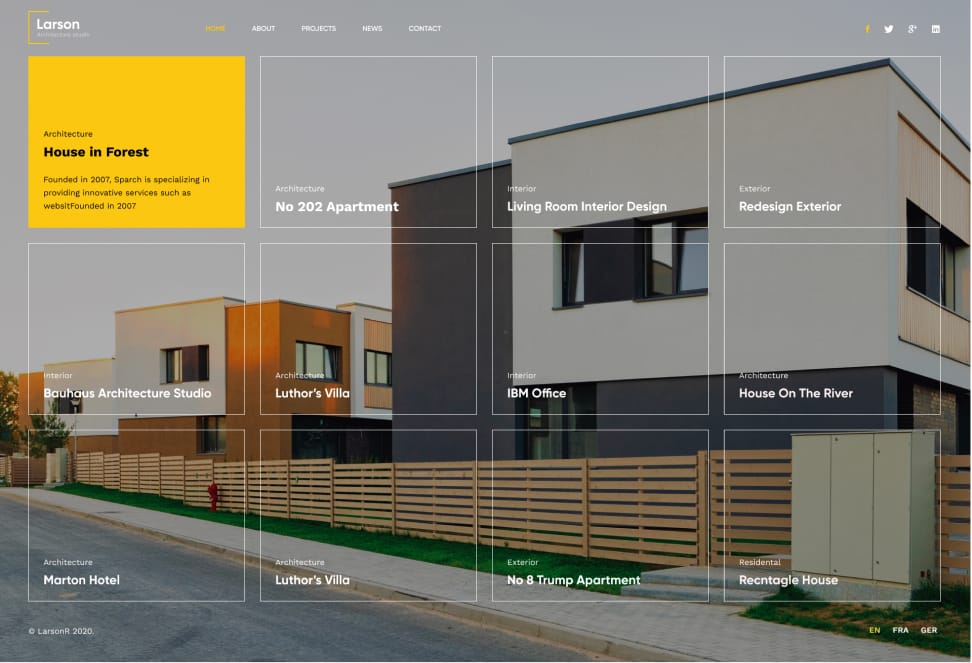 Larson
Architecture studio
HOME ABOUT PROJECTS NEWS CONTACT
f g+ in
Architecture
House in Forest
Founded in 2007, Sparch is specializing in
providing innovative services such as
websitFounded in 2007
Architecture
No 202 Apartment
Interior
Living Room Interior Design
Exterior
Redesign Exterior
Interior
Bauhaus Architecture Studio
Architecture
Luthor's Villa
Interior
IBM Office
Architecture
House On The River
Architecture
Marton Hotel
Architecture
Luthor's Villa
Exterior
No 8 Trump Apartment
Residental
Recntagle House
© LarsonR 2020.
EN FRA GER